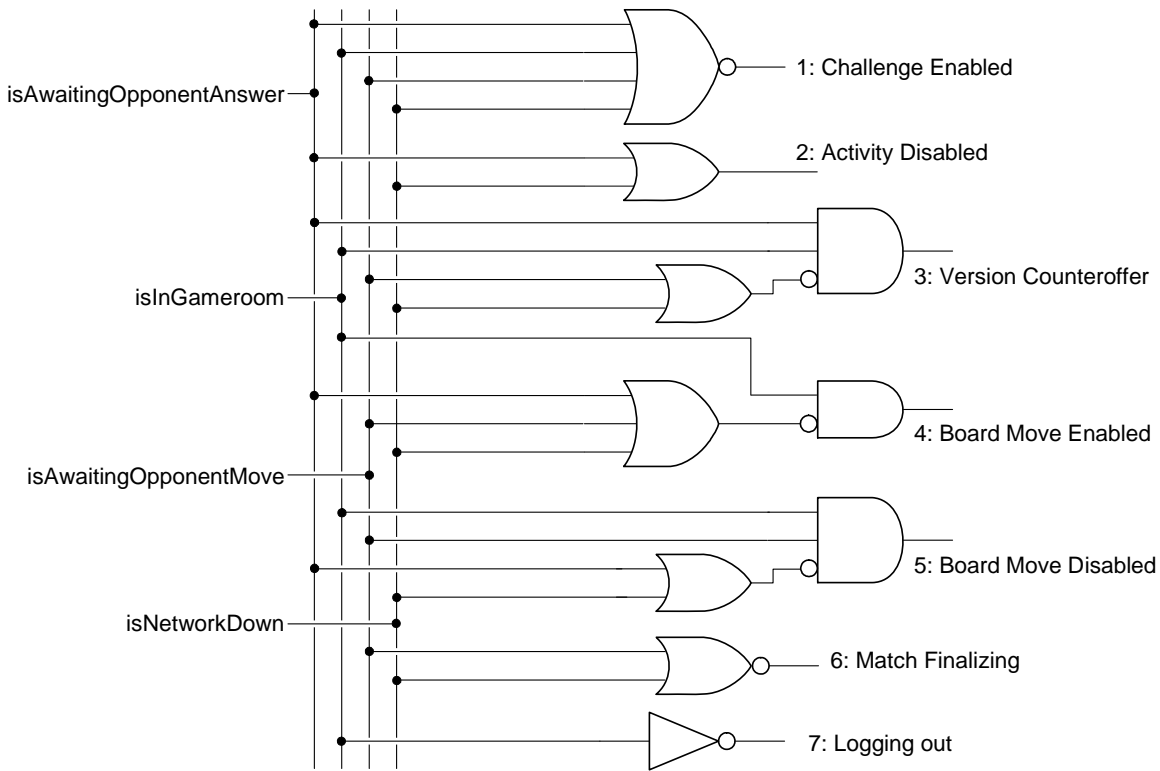 1: Challenge Enabled
isAwaitingOpponentAnswer
2: Activity Disabled
3: Version Counteroffer
isInGameroom
4: Board Move Enabled
isAwaitingOpponentMove
5: Board Move Disabled
isNetworkDown
6: Match Finalizing
7: Logging out